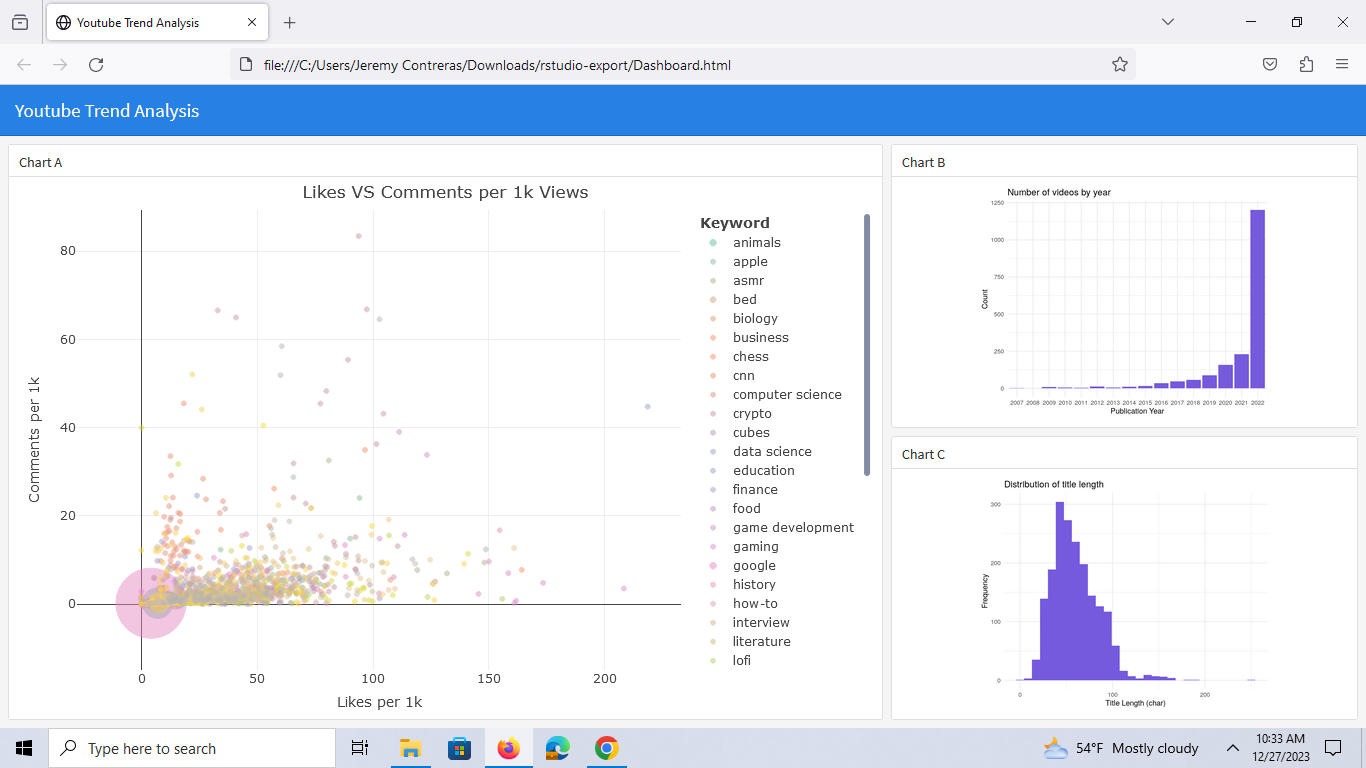 Youtube Trend Analysis
file:///C:/Users/Jeremy Contreras/Downloads/rstudio-export/Dashboard.html
Youtube Trend Analysis
Chart A
Likes VS Comments per 1k Views
Comments per 1k
80
60
40
20
0
0 50 100 150 200
Likes per 1k
Keyword
animals
apple
asmr
bed
biology
business
chess
cnn
computer science
crypto
cubes
data science
education
finance
food
game development
gaming
google
history
how-to
interview
literature
lofi
Chart B
Number of videos by year
Count
1250
1000
750
500
250
0
2007 2008 2009 2010 2011 2012 2013 2014 2015 2016 2017 2018 2019 2020 2021 2022
Publication Year
Chart C
Distribution of title length
Frequency
300
200
100
0
0 100 200
Title Length (char)
Type here to search
54°F Mostly cloudy
10:33 AM
12/27/2023